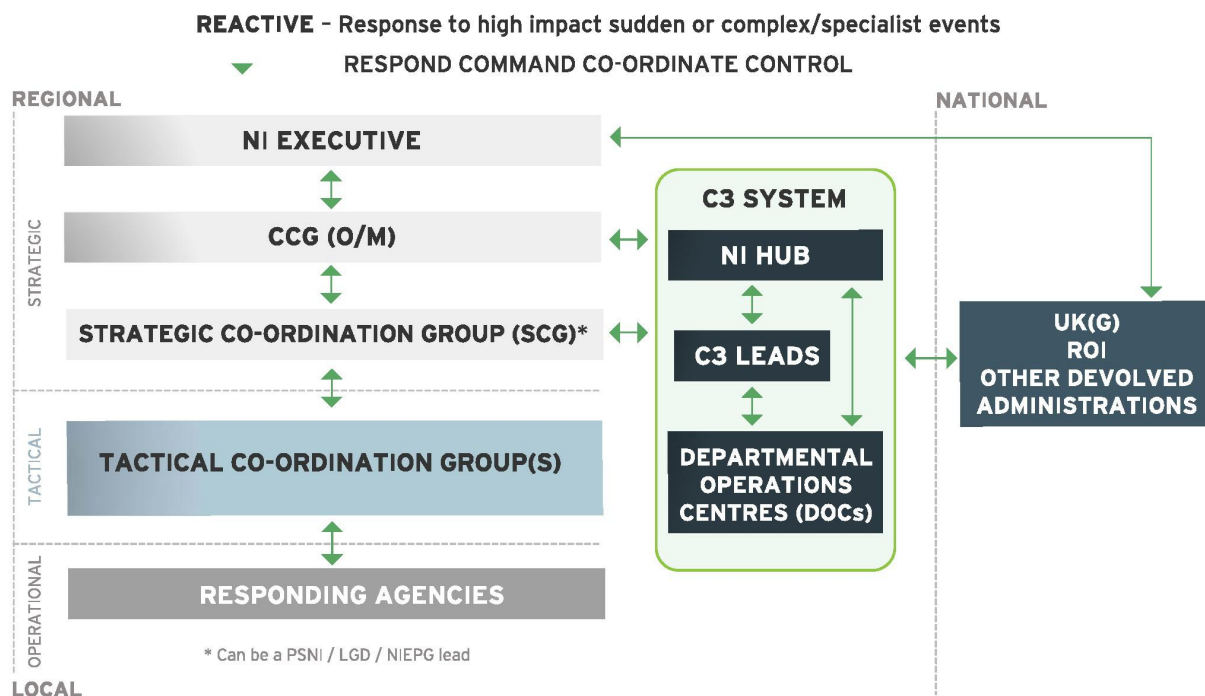 REACTIVE – Response to high impact sudden or complex/specialist events
RESPOND COMMAND CO-ORDINATE CONTROL
REGIONAL
NATIONAL
STRATEGIC
NI EXECUTIVE
CCG (O/M)
STRATEGIC CO-ORDINATION GROUP (SCG)*
TACTICAL
TACTICAL CO-ORDINATION GROUP(S)
OPERATIONAL
RESPONDING AGENCIES
* Can be a PSNI / LGD / NIEPG lead
LOCAL
C3 SYSTEM
NI HUB
C3 LEADS
DEPARTMENTAL
OPERATIONS
CENTRES (DOCs)
UK(G)
ROI
OTHER DEVOLVED
ADMINISTRATIONS